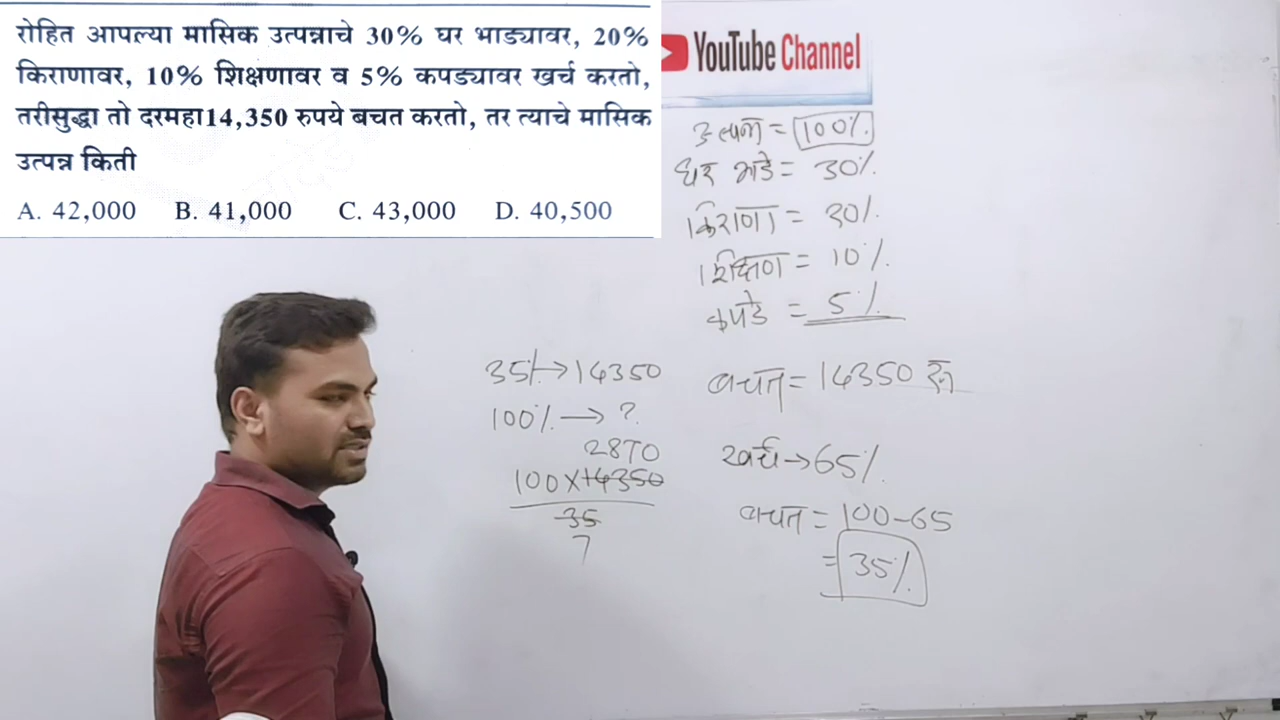 रोहित आपल्या मासिक उत्पन्नाचे 30% घर भाड्यावर, 20%
किराणावर, 10% शिक्षणावर व 5% कपड्यावर खर्च करतो,
तरीसुद्धा तो दरमहा14,350 रुपये बचत करतो, तर त्याचे मासिक
उत्पन्न किती
A. 42,000 B. 41,000 C. 43,000 D. 40,500
YouTube Channel
उत्पन्न = 100%.
घर भाडे = 30%.
किराणा = 20%.
शिक्षण = 10%.
कपडे = 5%
बचत = 14350 रु
खर्च → 65%.
बचत = 100-65
= 35%.
35% → 14350
100% → ?
2870
100X14350
35
7